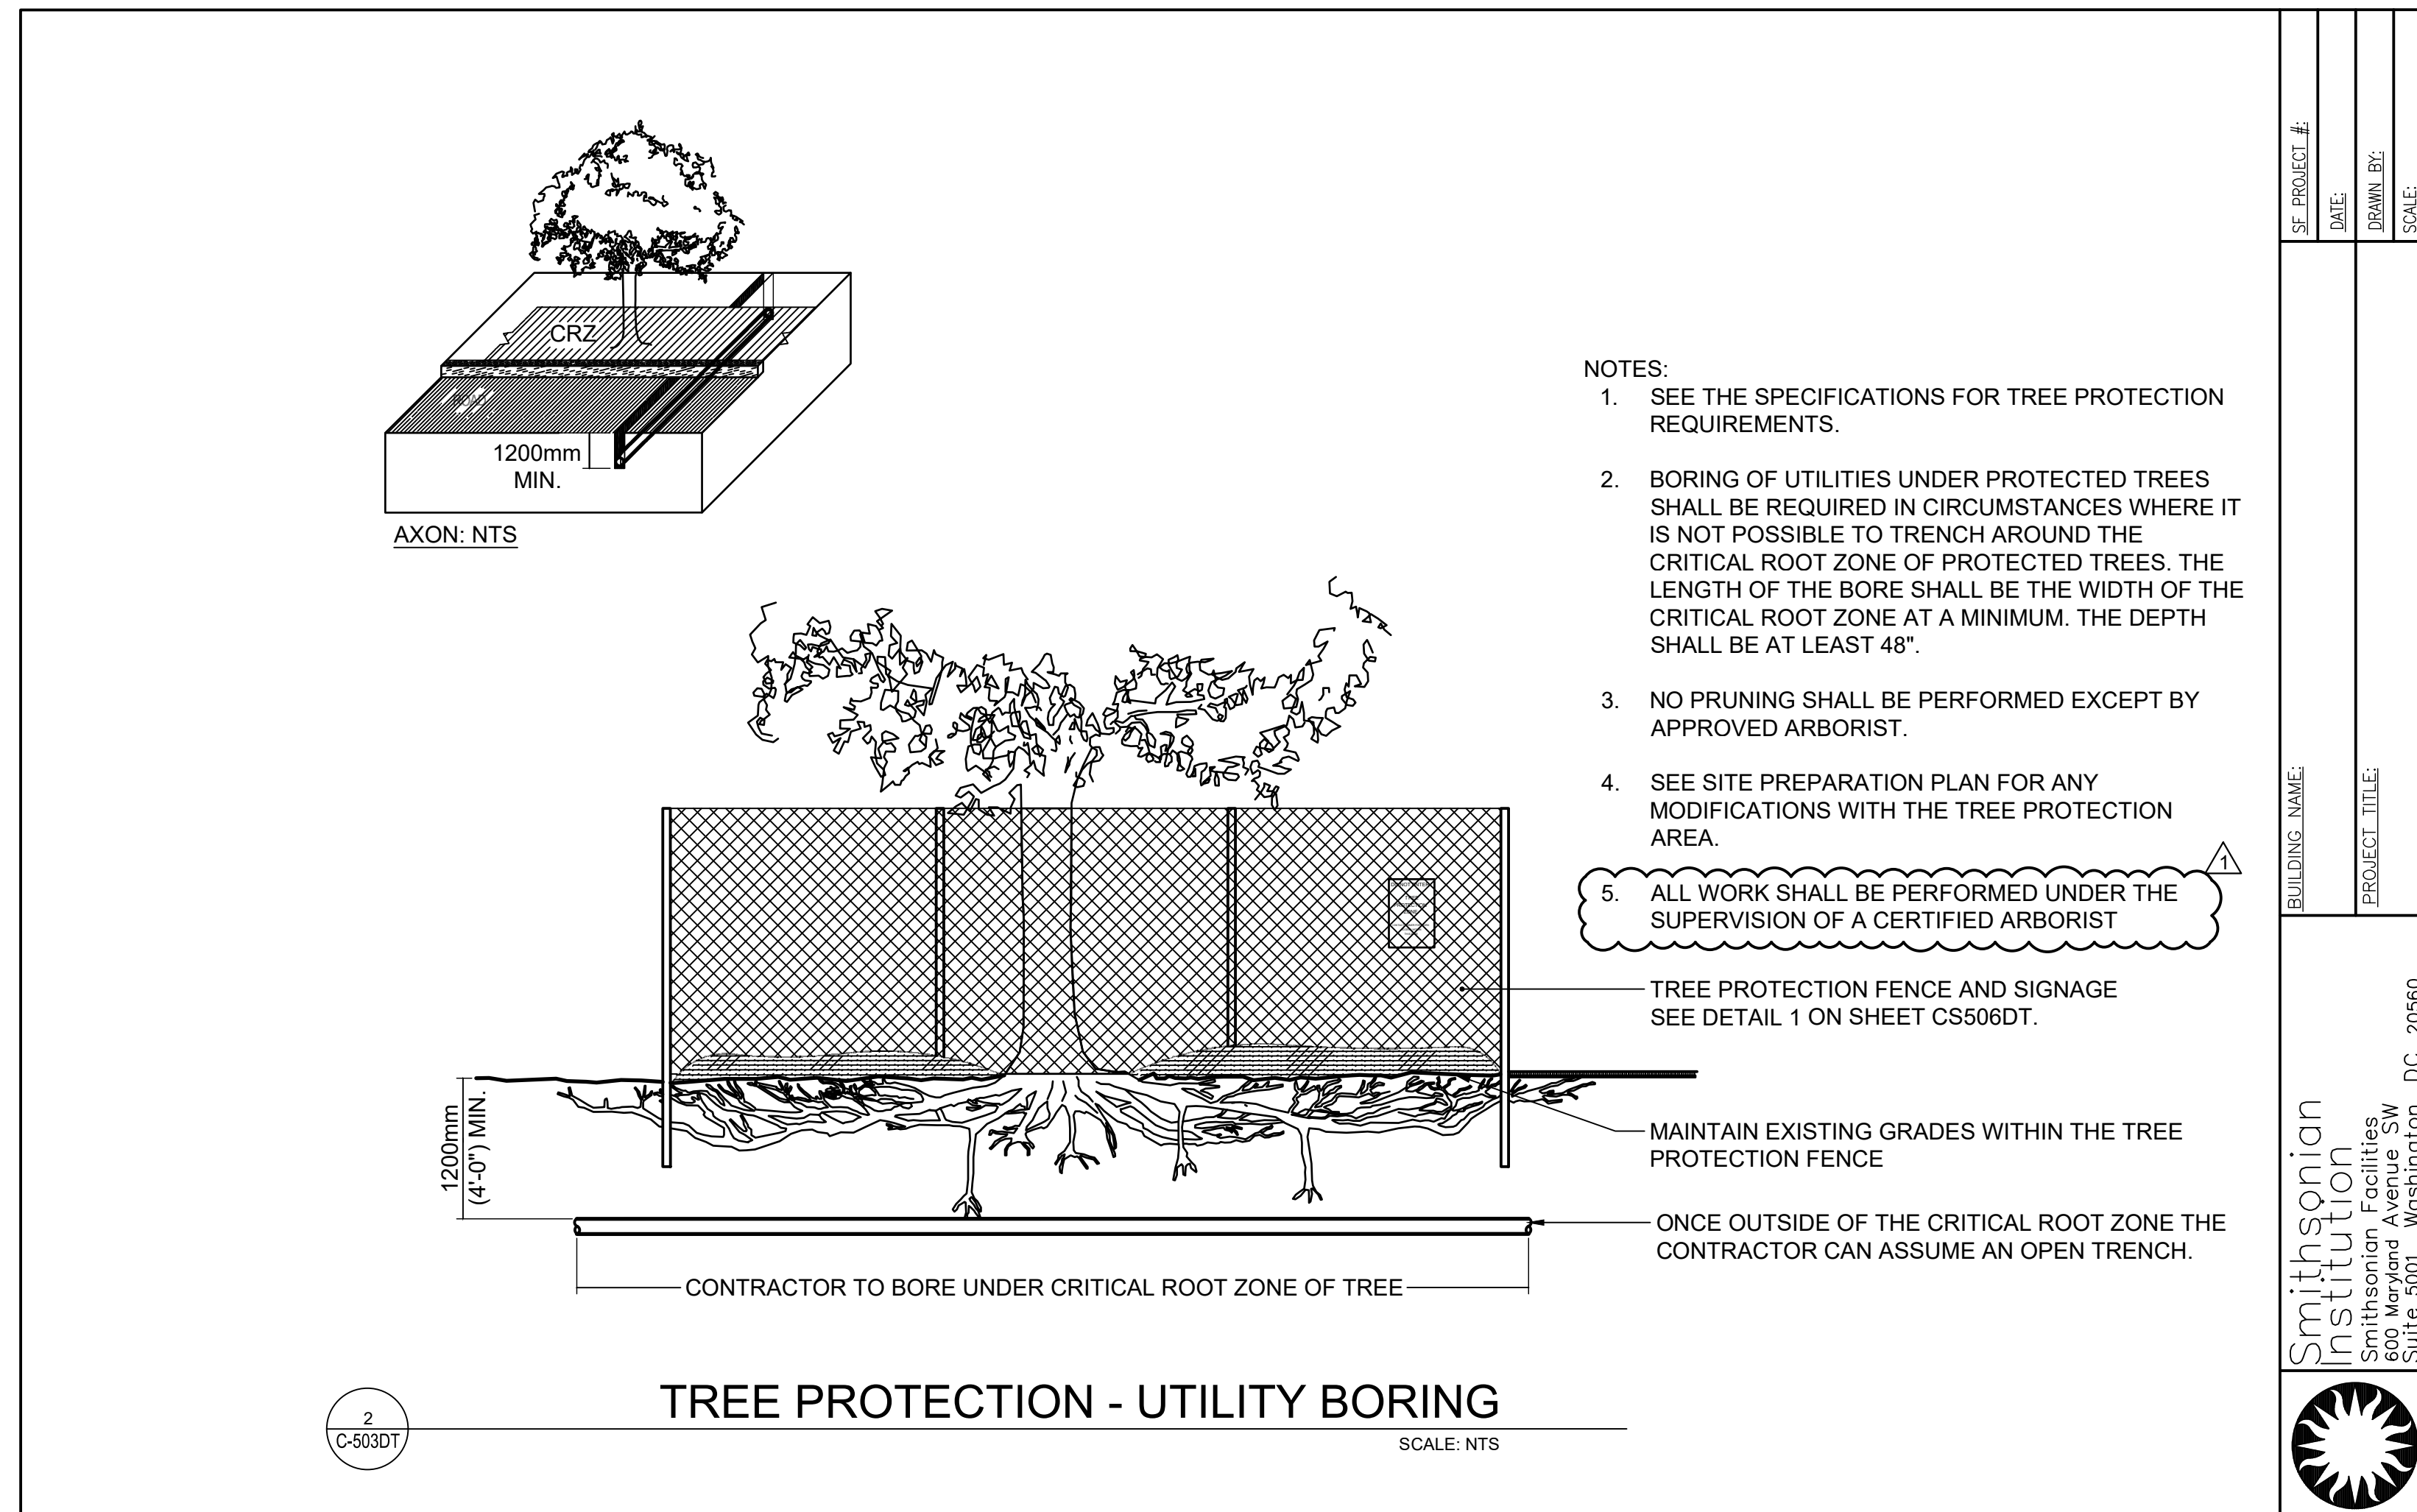 CRZ
ROAD
1200mm
MIN.
AXON: NTS
NOTES:
1. SEE THE SPECIFICATIONS FOR TREE PROTECTION
REQUIREMENTS.
2. BORING OF UTILITIES UNDER PROTECTED TREES
SHALL BE REQUIRED IN CIRCUMSTANCES WHERE IT
IS NOT POSSIBLE TO TRENCH AROUND THE
CRITICAL ROOT ZONE OF PROTECTED TREES. THE
LENGTH OF THE BORE SHALL BE THE WIDTH OF THE
CRITICAL ROOT ZONE AT A MINIMUM. THE DEPTH
SHALL BE AT LEAST 48".
3. NO PRUNING SHALL BE PERFORMED EXCEPT BY
APPROVED ARBORIST.
4. SEE SITE PREPARATION PLAN FOR ANY
MODIFICATIONS WITH THE TREE PROTECTION
AREA.
1
5. ALL WORK SHALL BE PERFORMED UNDER THE
SUPERVISION OF A CERTIFIED ARBORIST
TREE PROTECTION FENCE AND SIGNAGE
SEE DETAIL 1 ON SHEET CS506DT.
MAINTAIN EXISTING GRADES WITHIN THE TREE
PROTECTION FENCE
ONCE OUTSIDE OF THE CRITICAL ROOT ZONE THE
CONTRACTOR CAN ASSUME AN OPEN TRENCH.
1200mm
(4'-0") MIN.
CONTRACTOR TO BORE UNDER CRITICAL ROOT ZONE OF TREE
TREE PROTECTION - UTILITY BORING
SCALE: NTS
2
C-503DT
SF PROJECT #:
DATE:
DRAWN BY:
SCALE:
BUILDING NAME:
PROJECT TITLE:
Smithsonian
Institution
Smithsonian Facilities
600 Maryland Avenue SW
Suite 5001 Washington DC 20560